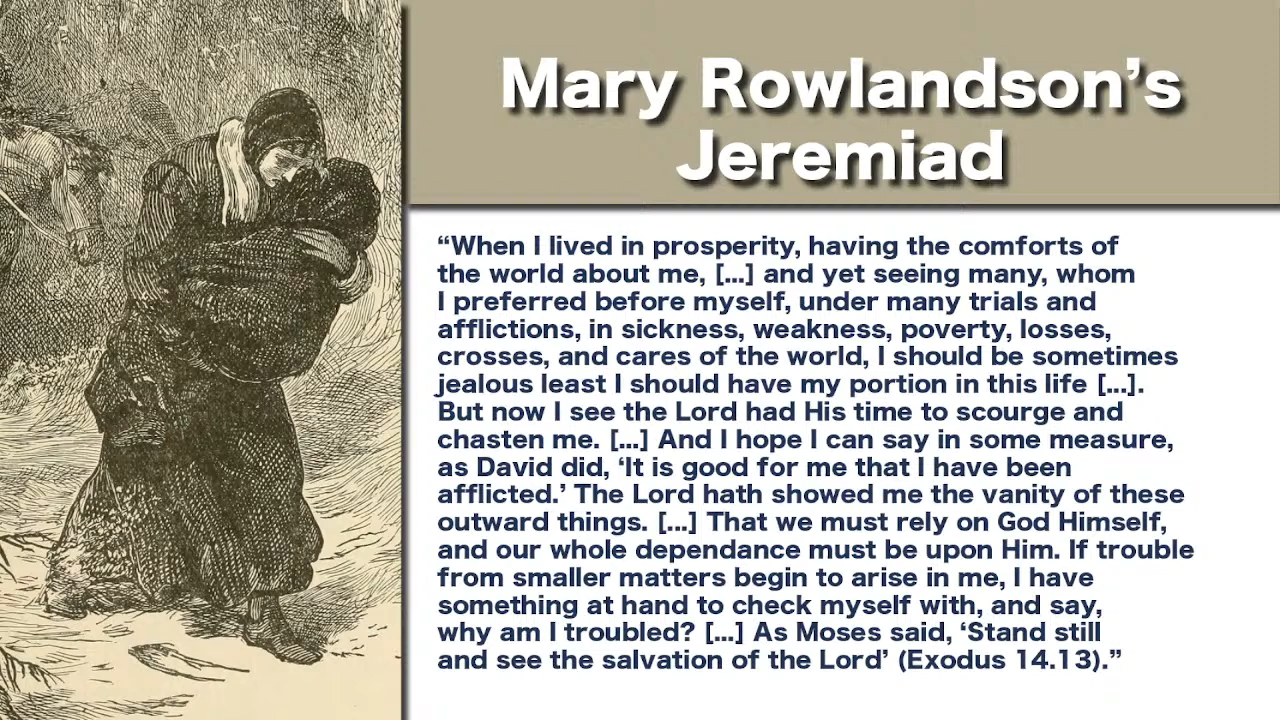 Mary Rowlandson’s
Jeremiad
“When I lived in prosperity, having the comforts of
the world about me, [...] and yet seeing many, whom
I preferred before myself, under many trials and
afflictions, in sickness, weakness, poverty, losses,
crosses, and cares of the world, I should be sometimes
jealous least I should have my portion in this life [...].
But now I see the Lord had His time to scourge and
chasten me. [...] And I hope I can say in some measure,
as David did, ‘It is good for me that I have been
afflicted.’ The Lord hath showed me the vanity of these
outward things. [...] That we must rely on God Himself,
and our whole dependance must be upon Him. If trouble
from smaller matters begin to arise in me, I have
something at hand to check myself with, and say,
why am I troubled? [...] As Moses said, ‘Stand still
and see the salvation of the Lord’ (Exodus 14.13).”